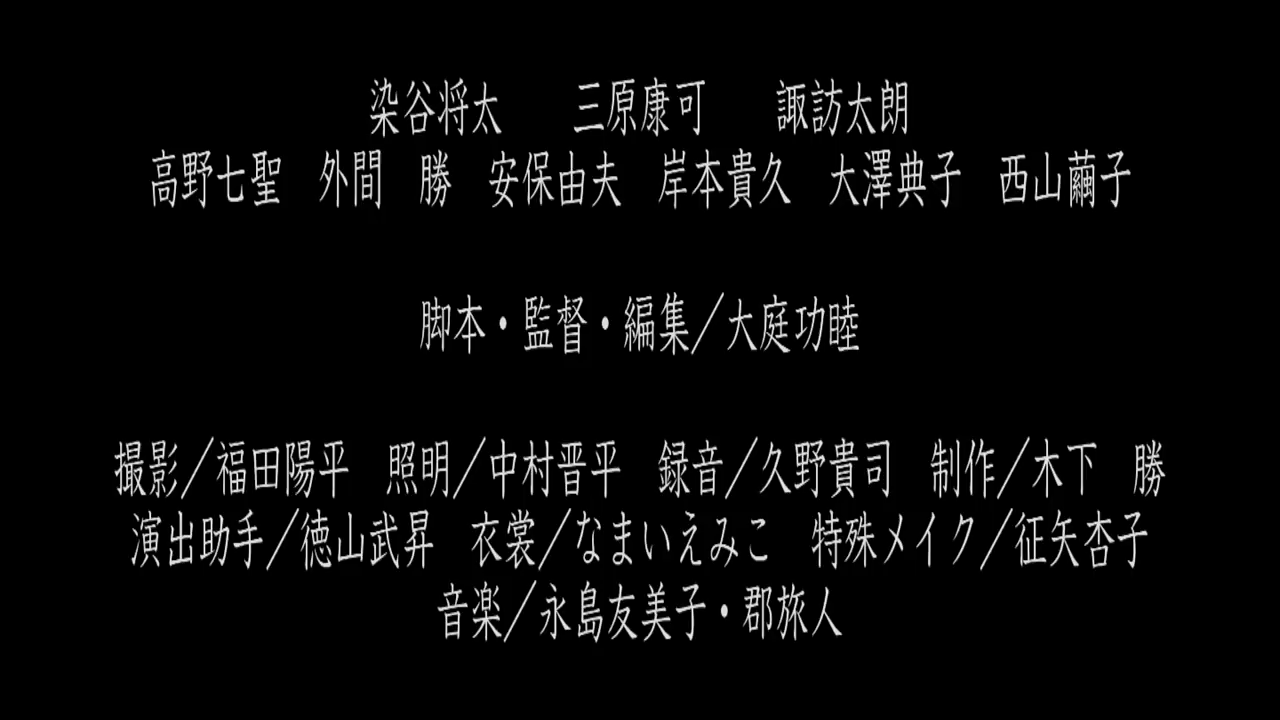 染谷将太　三原康可　諏訪太朗
高野七聖　外間　勝　安保由夫　岸本貴久　大澤典子　西山繭子
脚本・監督・編集／大庭功睦
撮影／福田陽平　照明／中村晋平　録音／久野貴司　制作／木下　勝
演出助手／徳山武昇　衣裳／なまいえみこ　特殊メイク／征矢杏子
音楽／永島友美子・郡旅人